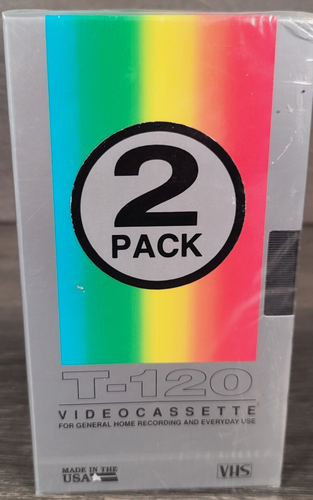 2
PACK
T-120
VIDEOCASSETTE
FOR GENERAL HOME RECORDING AND EVERYDAY USE
MADE IN THE
USA
VHS